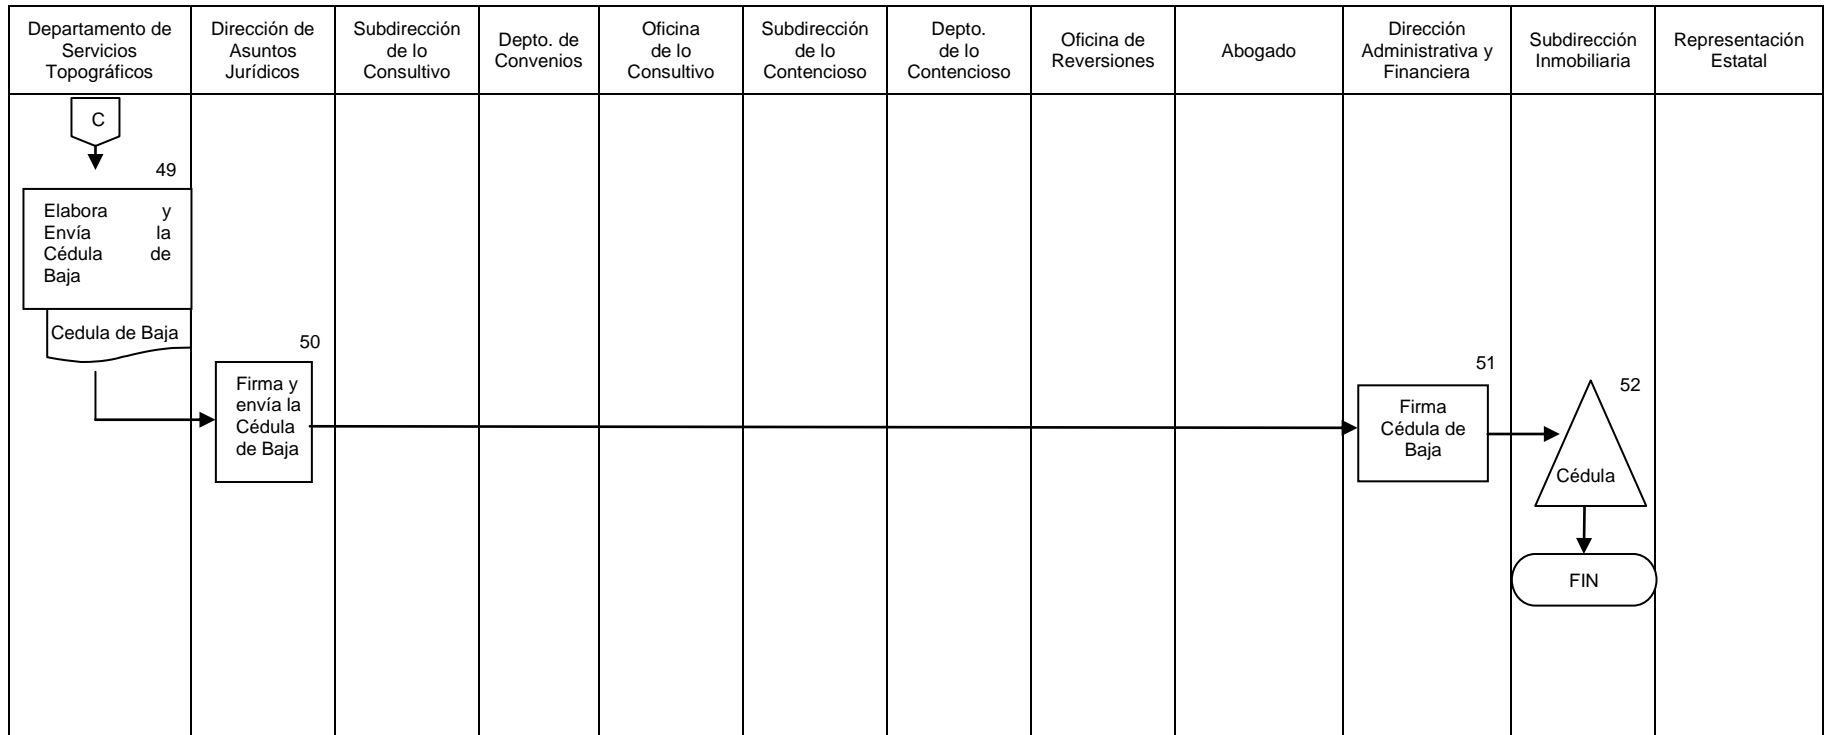 Departamento de
Servicios
Topográficos
Dirección de
Asuntos
Jurídicos
Subdirección
de lo
Consultivo
Depto. de
Convenios
Oficina
de lo
Consultivo
Subdirección
de lo
Contencioso
Depto.
de lo
Contencioso
Oficina de
Reversiones
Abogado
Dirección
Administrativa y
Financiera
Subdirección
Inmobiliaria
Representación
Estatal
C
49
Elabora y
Envía la
Cédula de
Baja
Cedula de Baja
50
Firma y
envía la
Cédula
de Baja
51
Firma
Cédula de
Baja
52
Cédula
FIN